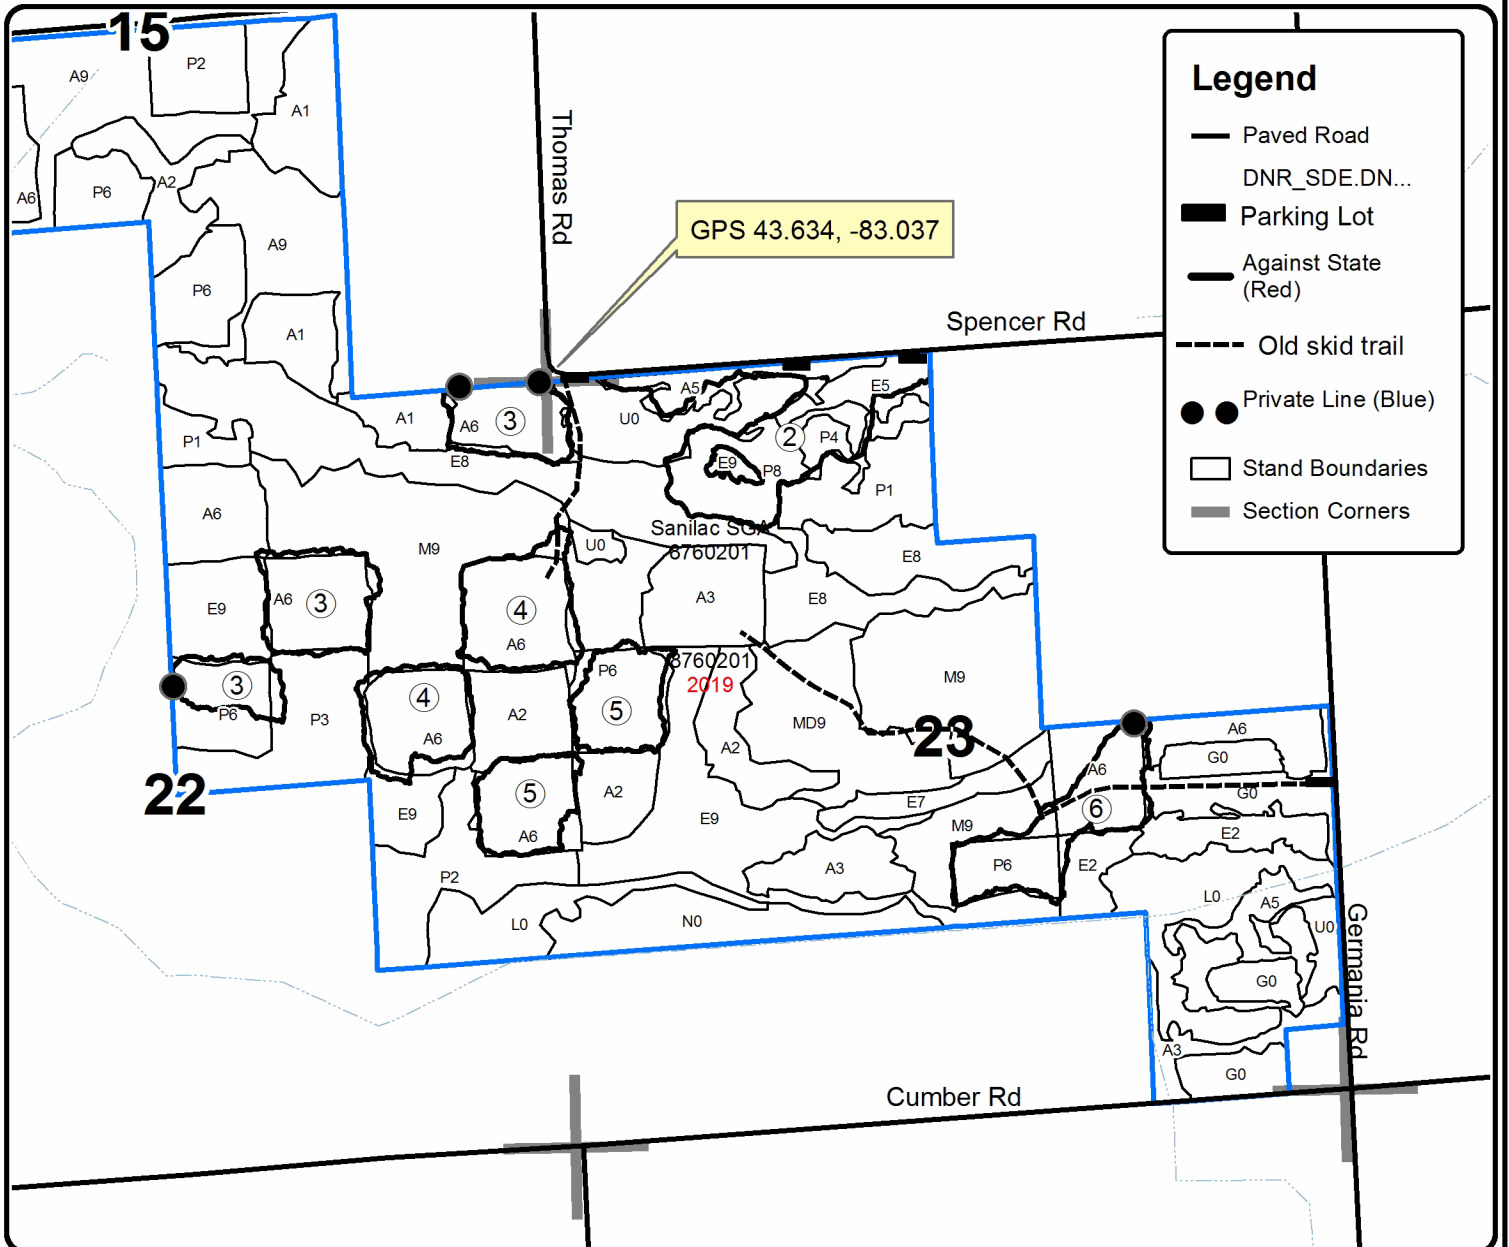 15
A9
P2
A1
A6
P6
A2
A9
P6
A1
Thomas Rd
GPS 43.634, -83.037
Spencer Rd
Legend
Paved Road
DNR_SDE.DN...
Parking Lot
Against State
(Red)
Old skid trail
Private Line (Blue)
Stand Boundaries
Section Corners
A1
A6
3
U0
A5
E5
2
P4
P1
E8
E9
P8
P1
A6
M9
Sanilac SGA
8760201
U0
E8
E9
A6
3
4
A6
A3
E8
3
P6
P3
4
A6
A2
P6
5
8760201
2019
MD9
M9
A2
23
A6
G0
A6
22
5
A6
A2
E9
E9
E7
M9
6
G0
E2
P2
A3
P6
E2
L0
N0
L0
A5
U0
G0
A3
G0
Germania Rd
Cumber Rd